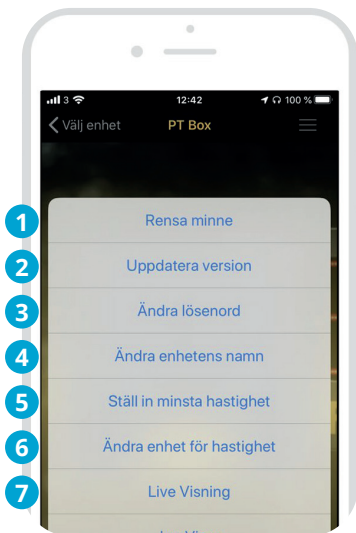 3 12:42 100 %
Välj enhet PT Box
1 Rensa minne
2 Uppdatera version
3 Ändra lösenord
4 Ändra enhetens namn
5 Ställ in minsta hastighet
6 Ändra enhet för hastighet
7 Live Visning